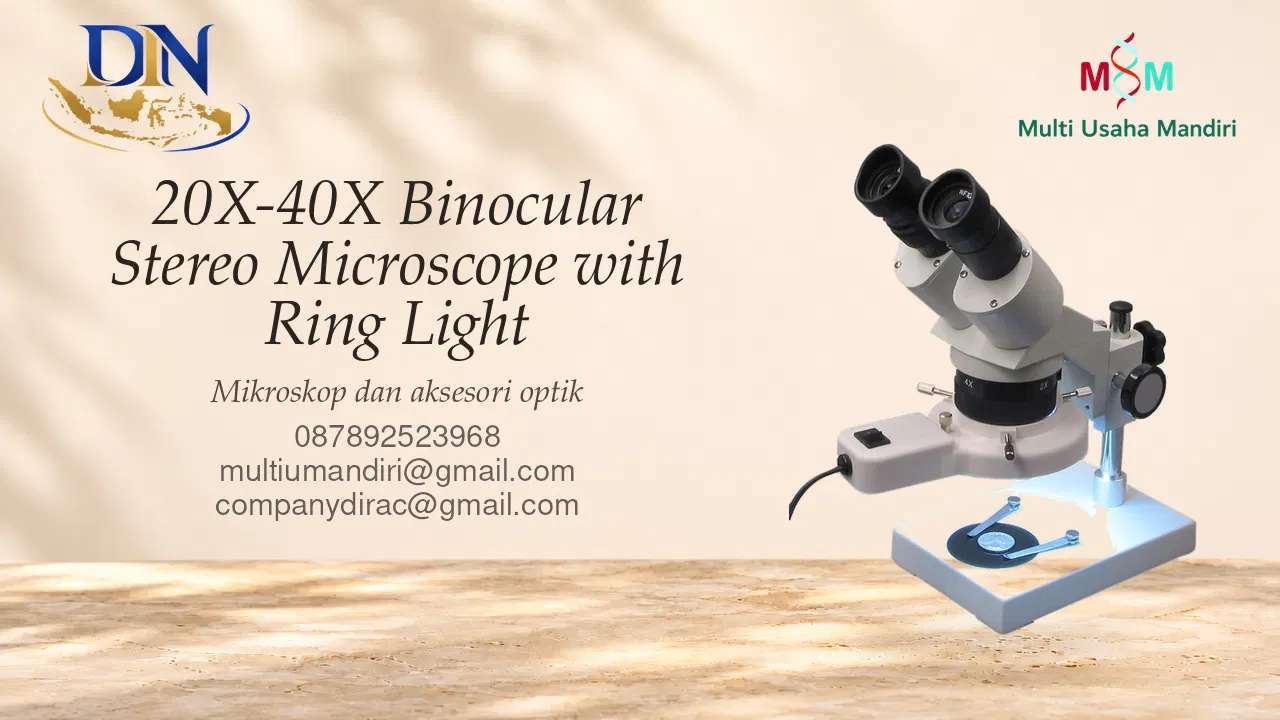 DIN
MSM
Multi Usaha Mandiri
20X-40X Binocular
Stereo Microscope with
Ring Light
Mikroskop dan aksesori optik
087892523968
multiumandiri@gmail.com
companydirac@gmail.com
4X
2X